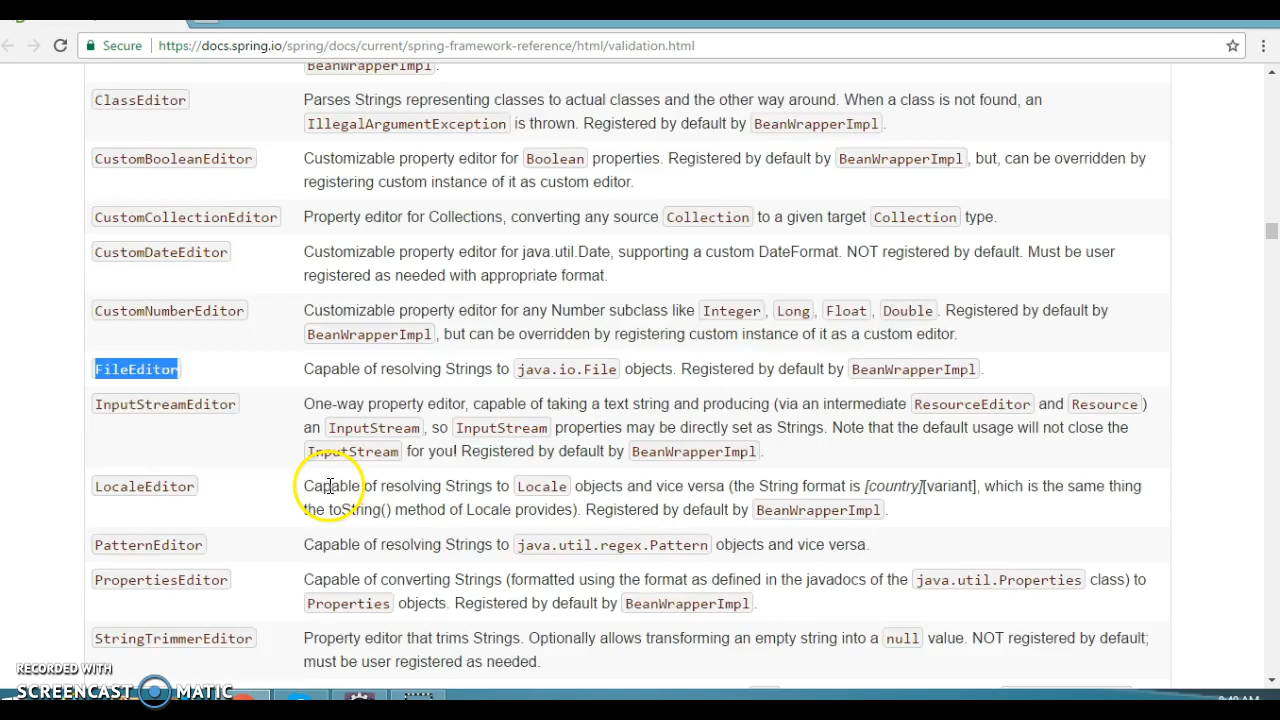 Secure https://docs.spring.io/spring/docs/current/spring-framework-reference/html/validation.html
BeanWrapperImpl.
ClassEditor Parses Strings representing classes to actual classes and the other way around. When a class is not found, an
IllegalArgumentException is thrown. Registered by default by BeanWrapperImpl.
CustomBooleanEditor Customizable property editor for Boolean properties. Registered by default by BeanWrapperImpl, but, can be overridden by
registering custom instance of it as custom editor.
CustomCollectionEditor Property editor for Collections, converting any source Collection to a given target Collection type.
CustomDateEditor Customizable property editor for java.util.Date, supporting a custom DateFormat. NOT registered by default. Must be user
registered as needed with appropriate format.
CustomNumberEditor Customizable property editor for any Number subclass like Integer, Long, Float, Double. Registered by default by
BeanWrapperImpl, but can be overridden by registering custom instance of it as a custom editor.
FileEditor Capable of resolving Strings to java.io.File objects. Registered by default by BeanWrapperImpl.
InputStreamEditor One-way property editor, capable of taking a text string and producing (via an intermediate ResourceEditor and Resource)
an InputStream, so InputStream properties may be directly set as Strings. Note that the default usage will not close the
InputStream for you! Registered by default by BeanWrapperImpl.
LocaleEditor Capable of resolving Strings to Locale objects and vice versa (the String format is [country][variant], which is the same thing
the toString() method of Locale provides). Registered by default by BeanWrapperImpl.
PatternEditor Capable of resolving Strings to java.util.regex.Pattern objects and vice versa.
PropertiesEditor Capable of converting Strings (formatted using the format as defined in the javadocs of the java.util.Properties class) to
Properties objects. Registered by default by BeanWrapperImpl.
StringTrimmerEditor Property editor that trims Strings. Optionally allows transforming an empty string into a null value. NOT registered by default;
must be user registered as needed.
RECORDED WITH
SCREENCAST MATIC